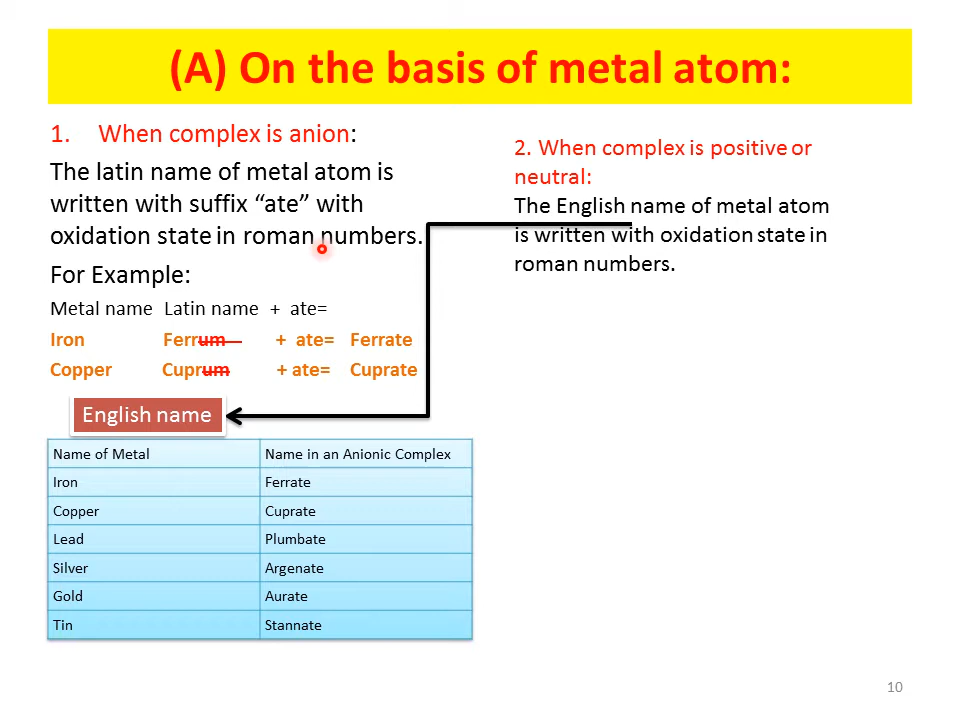 (A) On the basis of metal atom:
1. When complex is anion:
The latin name of metal atom is
written with suffix “ate” with
oxidation state in roman numbers.
For Example:
Metal name Latin name + ate=
Iron Ferrum + ate= Ferrate
Copper Cuprum + ate= Cuprate
2. When complex is positive or
neutral:
The English name of metal atom
is written with oxidation state in
roman numbers.
English name
Name of Metal Name in an Anionic Complex
Iron Ferrate
Copper Cuprate
Lead Plumbate
Silver Argenate
Gold Aurate
Tin Stannate
10